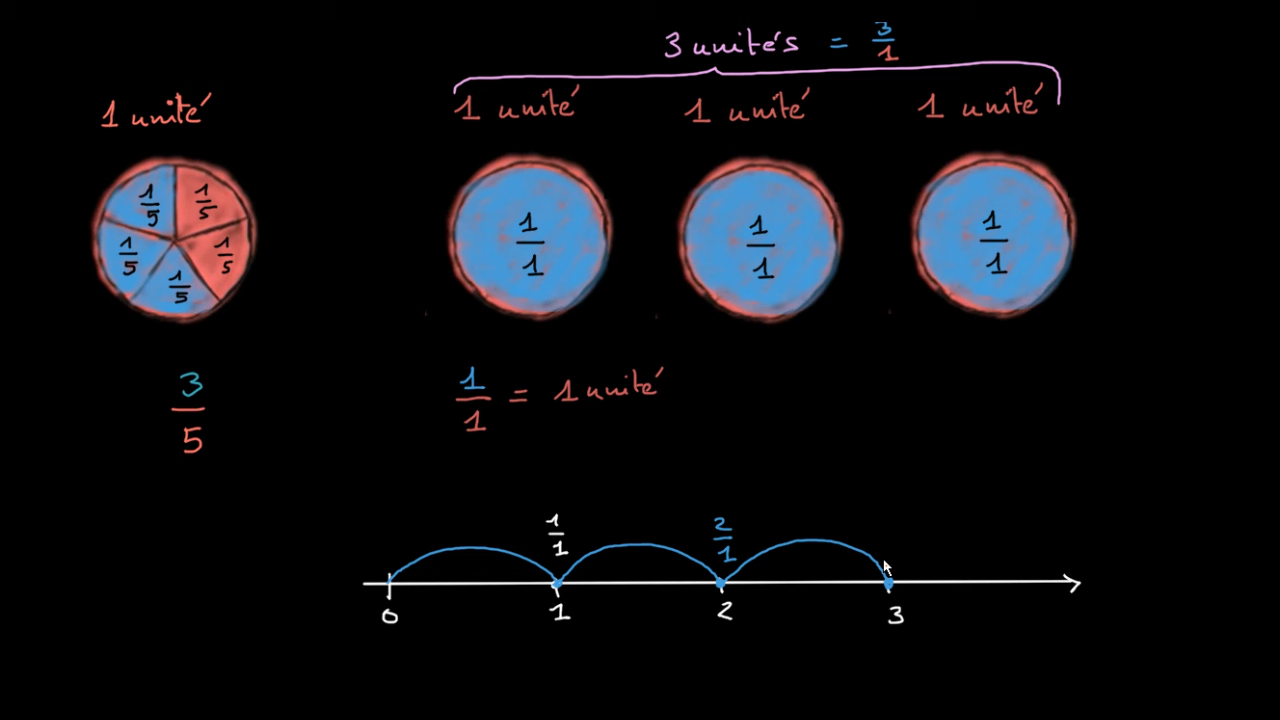 3 unités = 3/1
1 unité
1 unité 1 unité 1 unité
1/5 1/5
1/5 1/5
1/5
1/1 1/1 1/1
3/5
1/1 = 1 unité
1/1 2/1
0 1 2 3